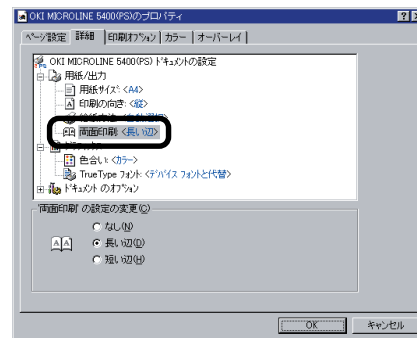 OKI MICROLINE 5400(PS)のプロパティ
ページ設定 詳細 印刷オプション カラー オーバーレイ
OKI MICROLINE 5400(PS) ドキュメントの設定
用紙/出力
用紙サイズ: <A4>
印刷の向き: <縦>
両面印刷 <長い辺>
色合い: <カラー>
TrueType フォント: <デバイス フォントと代替>
ドキュメント のオプション
'両面印刷' の設定の変更(C)
なし(N)
長い辺(D)
短い辺(H)
OK キャンセル